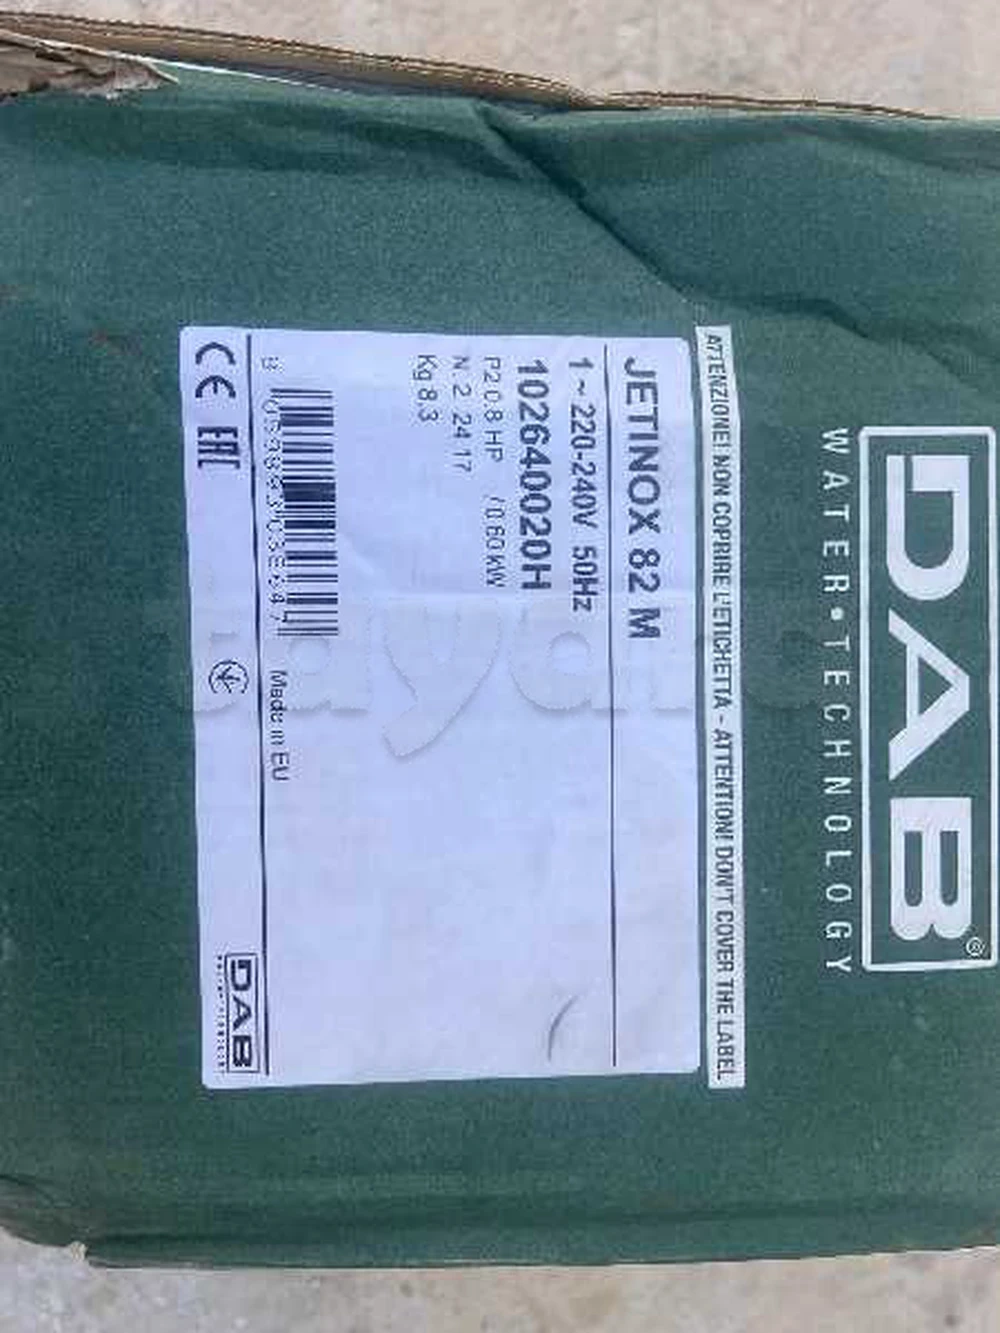 DAB®
WATER•TECHNOLOGY
ATTENZIONE! NON COPRIRE L'ETICHETTA - ATTENTION! DON'T COVER THE LABEL
JETINOX 82 M
1 ~ 220-240V 50Hz
102640020H
P2 0.8 HP / 0.60 kW
N. 2 24 17
Kg 8.3
Made in EU
CE EAC
DAB